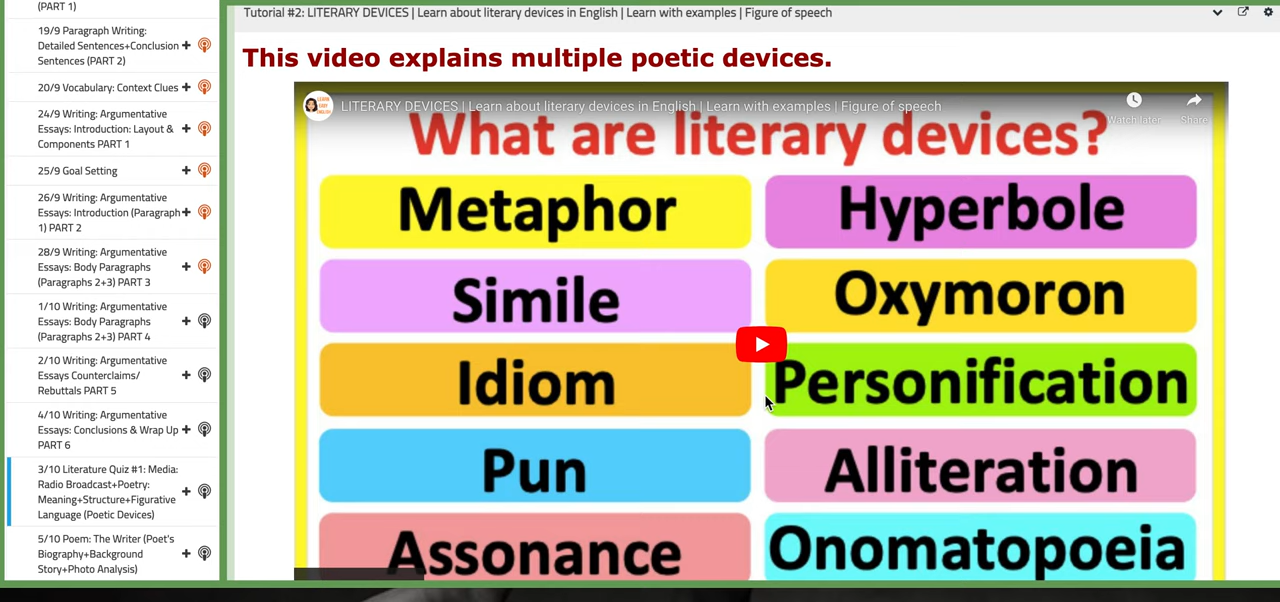 (PART 1)
19/9 Paragraph Writing:
Detailed Sentences+Conclusion
Sentences (PART 2)
20/9 Vocabulary: Context Clues
24/9 Writing: Argumentative
Essays: Introduction: Layout &
Components PART 1
25/9 Goal Setting
26/9 Writing: Argumentative
Essays: Introduction (Paragraph
1) PART 2
28/9 Writing: Argumentative
Essays: Body Paragraphs
(Paragraphs 2+3) PART 3
1/10 Writing: Argumentative
Essays: Body Paragraphs
(Paragraphs 2+3) PART 4
2/10 Writing: Argumentative
Essays Counterclaims/
Rebuttals PART 5
4/10 Writing: Argumentative
Essays: Conclusions & Wrap Up
PART 6
3/10 Literature Quiz #1: Media:
Radio Broadcast+Poetry:
Meaning+Structure+Figurative
Language (Poetic Devices)
5/10 Poem: The Writer (Poet's
Biography+Background
Story+Photo Analysis)
Tutorial #2: LITERARY DEVICES | Learn about literary devices in English | Learn with examples | Figure of speech
This video explains multiple poetic devices.
LEARN EASY ENGLISH
LITERARY DEVICES | Learn about literary devices in English | Learn with examples | Figure of speech
Watch later
Share
What are literary devices?
Metaphor
Hyperbole
Simile
Oxymoron
Idiom
Personification
Pun
Alliteration
Assonance
Onomatopoeia